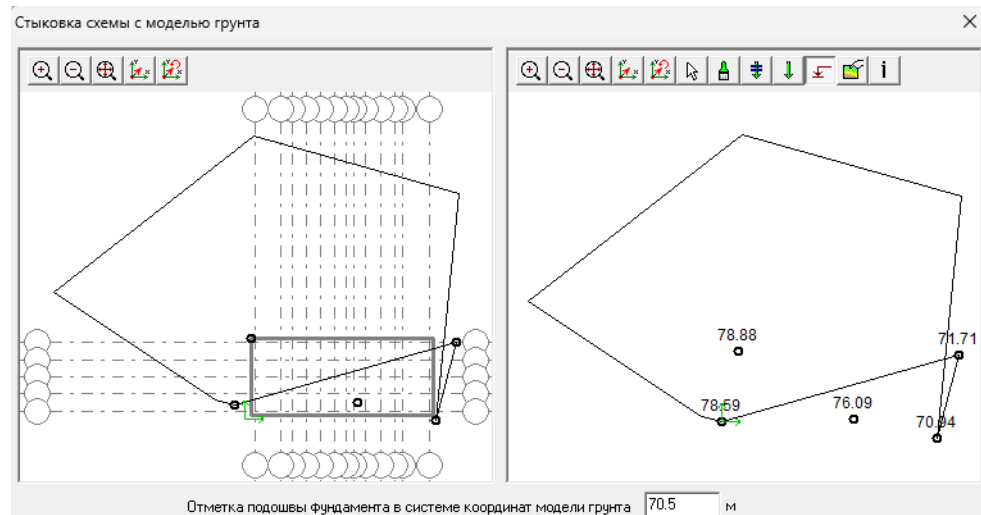 Стыковка схемы с моделью грунта
78.88
71.71
78.59
76.09
70.94
Отметка подошвы фундамента в системе координат модели грунта 70.5 м